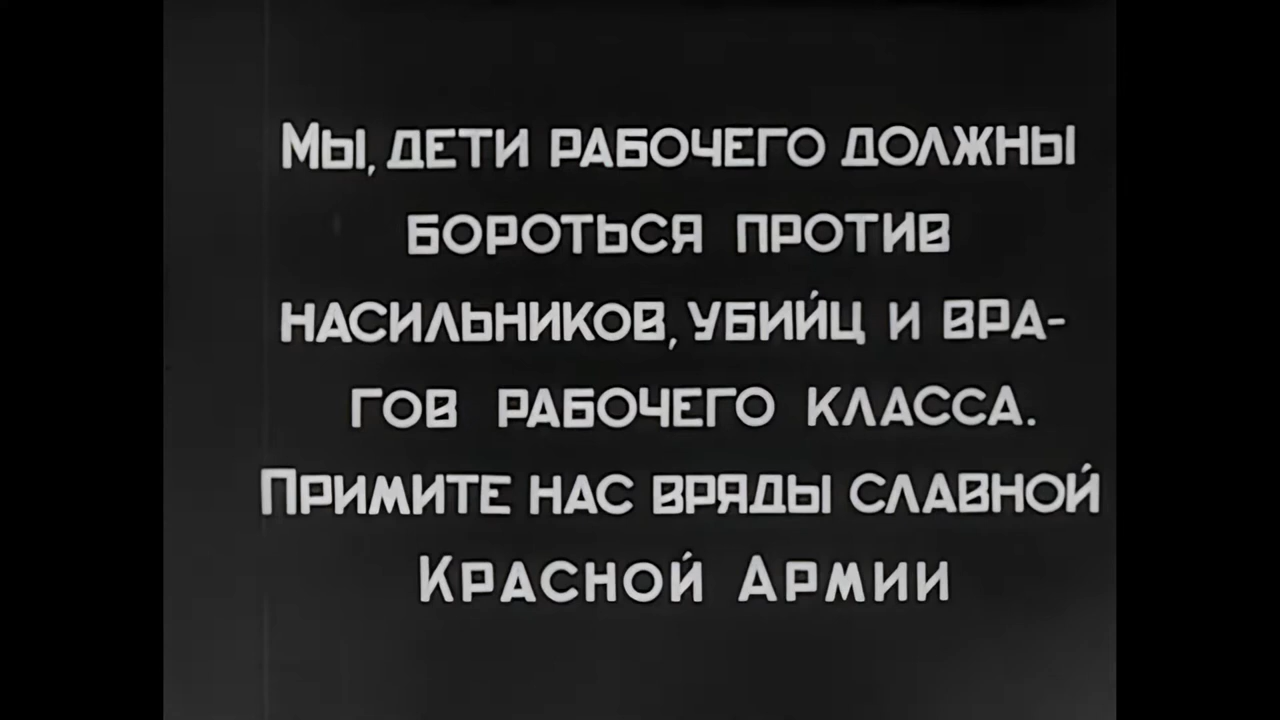 Мы, дети рабочего должны
бороться против
насильников, убийц и вра-
гов рабочего класса.
Примите нас вряды славной
Красной Армии